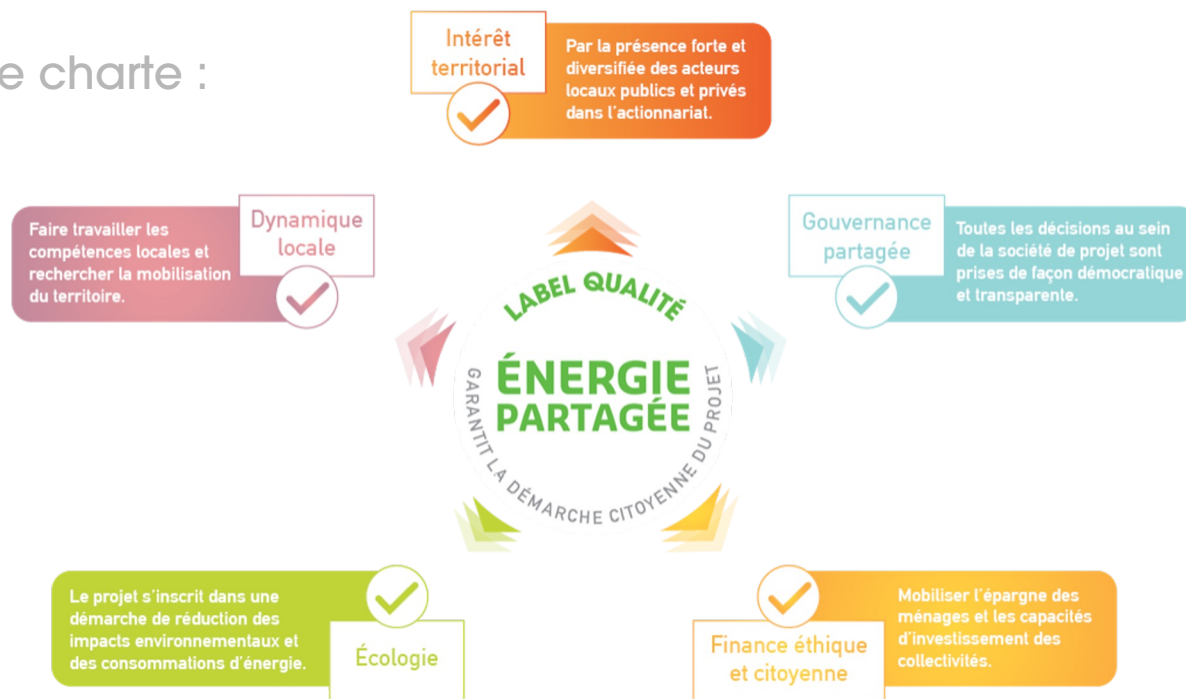 e charte :
Intérêt
territorial
Par la présence forte et
diversifiée des acteurs
locaux publics et privés
dans l'actionnariat.
Faire travailler les
compétences locales et
rechercher la mobilisation
du territoire.
Dynamique
locale
Gouvernance
partagée
Toutes les décisions au sein
de la société de projet sont
prises de façon démocratique
et transparente.
LABEL QUALITÉ
ÉNERGIE
PARTAGÉE
GARANTIT LA DÉMARCHE CITOYENNE DU PROJET
Le projet s'inscrit dans une
démarche de réduction des
impacts environnementaux et
des consommations d'énergie.
Écologie
Finance éthique
et citoyenne
Mobiliser l'épargne des
ménages et les capacités
d'investissement des
collectivités.